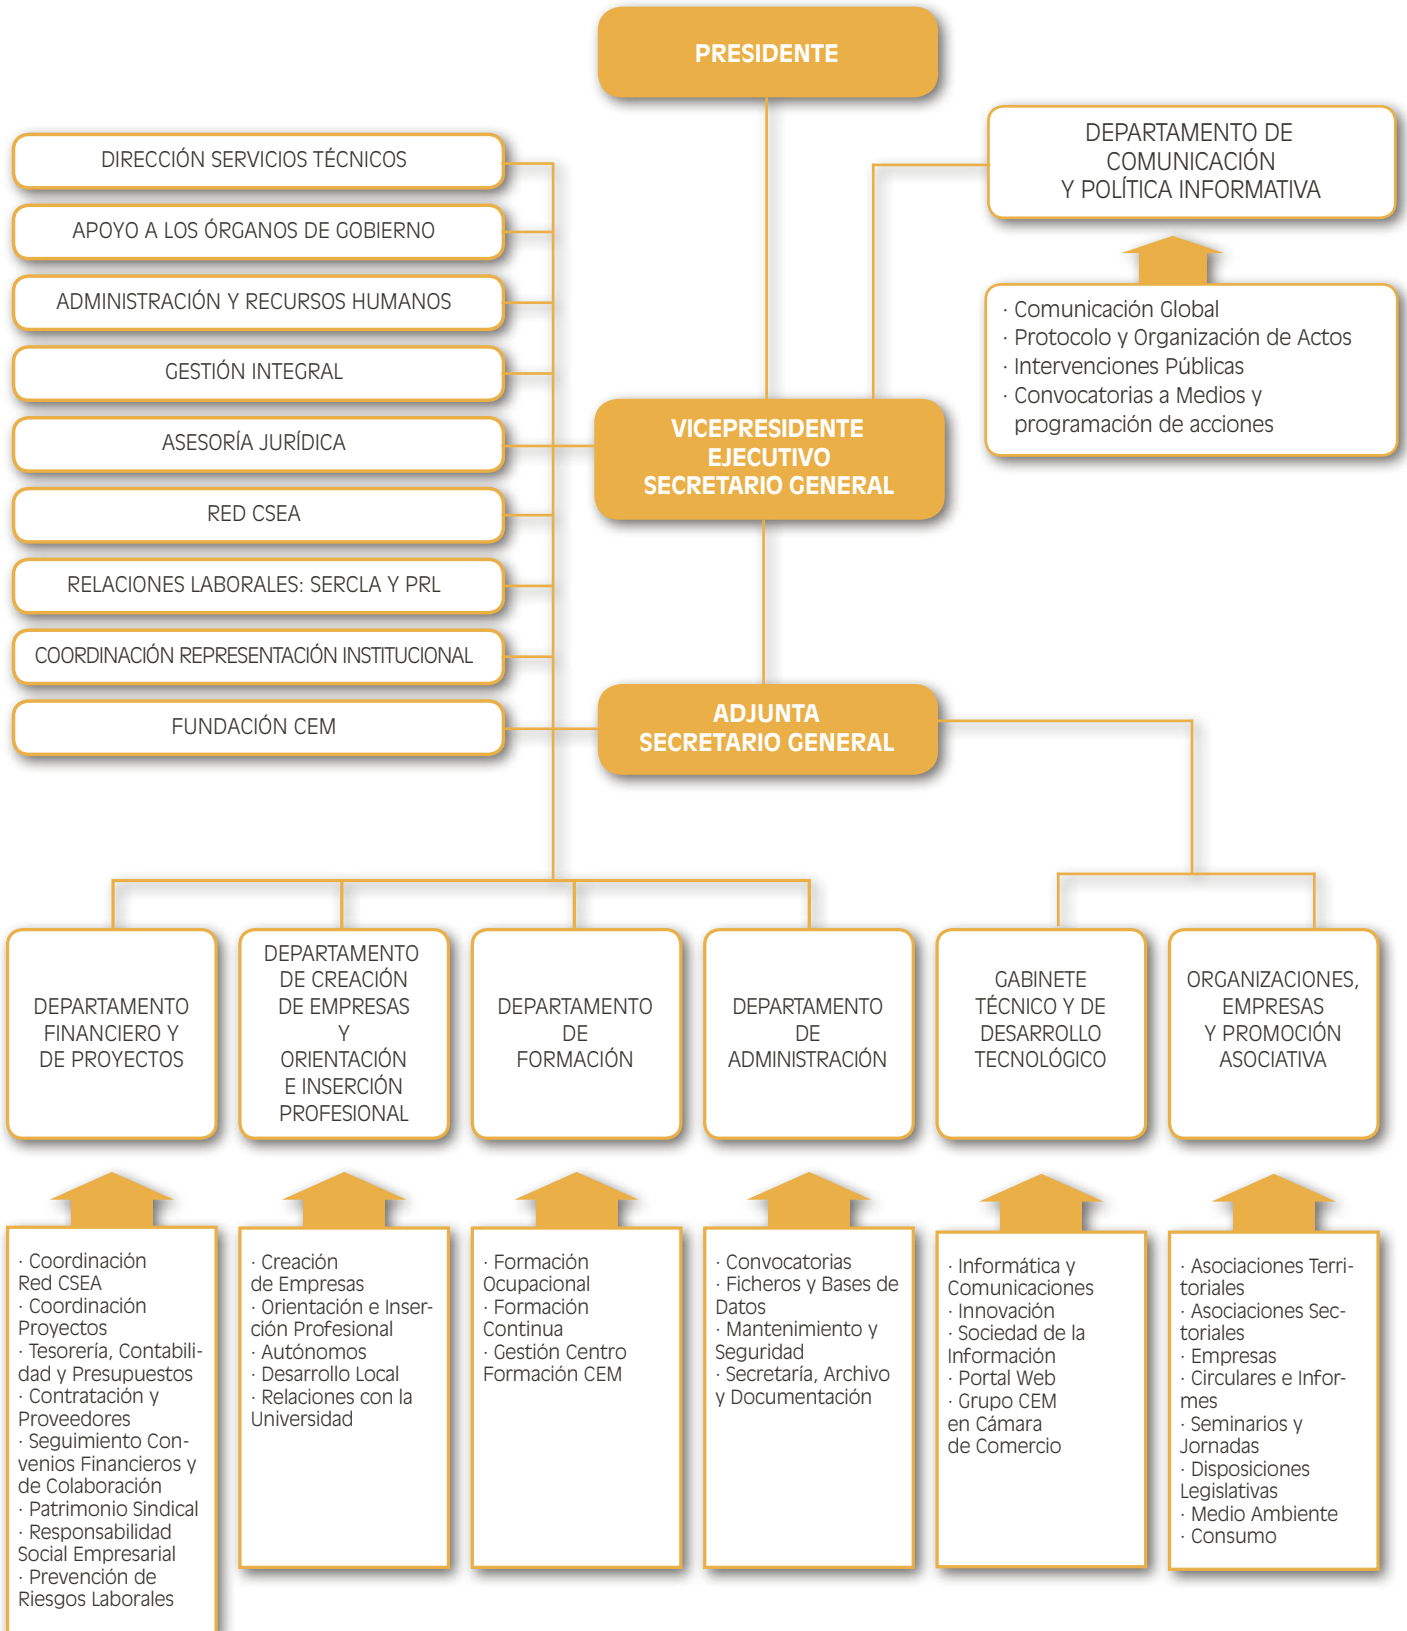 PRESIDENTE
DEPARTAMENTO DE
COMUNICACIÓN
Y POLÍTICA INFORMATIVA
· Comunicación Global
· Protocolo y Organización de Actos
· Intervenciones Públicas
· Convocatorias a Medios y
programación de acciones
DIRECCIÓN SERVICIOS TÉCNICOS
APOYO A LOS ÓRGANOS DE GOBIERNO
ADMINISTRACIÓN Y RECURSOS HUMANOS
GESTIÓN INTEGRAL
ASESORÍA JURÍDICA
RED CSEA
RELACIONES LABORALES: SERCLA Y PRL
COORDINACIÓN REPRESENTACIÓN INSTITUCIONAL
FUNDACIÓN CEM
VICEPRESIDENTE
EJECUTIVO
SECRETARIO GENERAL
ADJUNTA
SECRETARIO GENERAL
DEPARTAMENTO
FINANCIERO Y
DE PROYECTOS
DEPARTAMENTO
DE CREACIÓN
DE EMPRESAS
Y
ORIENTACIÓN
E INSERCIÓN
PROFESIONAL
DEPARTAMENTO
DE
FORMACIÓN
DEPARTAMENTO
DE
ADMINISTRACIÓN
GABINETE
TÉCNICO Y DE
DESARROLLO
TECNOLÓGICO
ORGANIZACIONES,
EMPRESAS
Y PROMOCIÓN
ASOCIATIVA
· Coordinación
Red CSEA
· Coordinación
Proyectos
· Tesorería, Contabili-
dad y Presupuestos
· Contratación y
Proveedores
· Seguimiento Con-
venios Financieros y
de Colaboración
· Patrimonio Sindical
· Responsabilidad
Social Empresarial
· Prevención de
Riesgos Laborales
· Creación
de Empresas
· Orientación e Inser-
ción Profesional
· Autónomos
· Desarrollo Local
· Relaciones con la
Universidad
· Formación
Ocupacional
· Formación
Continua
· Gestión Centro
Formación CEM
· Convocatorias
· Ficheros y Bases de
Datos
· Mantenimiento y
Seguridad
· Secretaría, Archivo
y Documentación
· Informática y
Comunicaciones
· Innovación
· Sociedad de la
Información
· Portal Web
· Grupo CEM
en Cámara
de Comercio
· Asociaciones Terri-
toriales
· Asociaciones Sec-
toriales
· Empresas
· Circulares e Infor-
mes
· Seminarios y
Jornadas
· Disposiciones
Legislativas
· Medio Ambiente
· Consumo